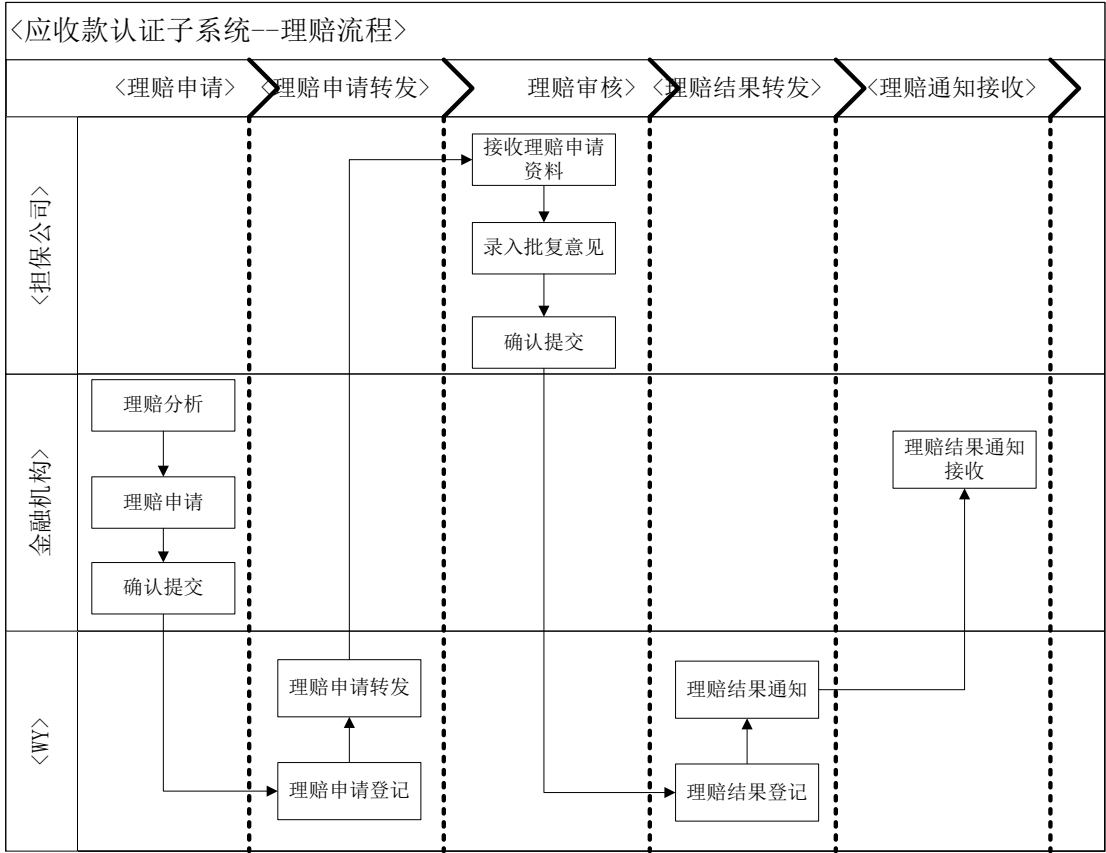 <应收款认证子系统--理赔流程>
<理赔申请>
<理赔申请转发>
理赔审核>
<理赔结果转发>
<理赔通知接收>
<担保公司>
接收理赔申请
资料
录入批复意见
确认提交
金融机构>
理赔分析
理赔申请
确认提交
理赔结果通知
接收
<WY>
理赔申请转发
理赔结果通知
理赔申请登记
理赔结果登记